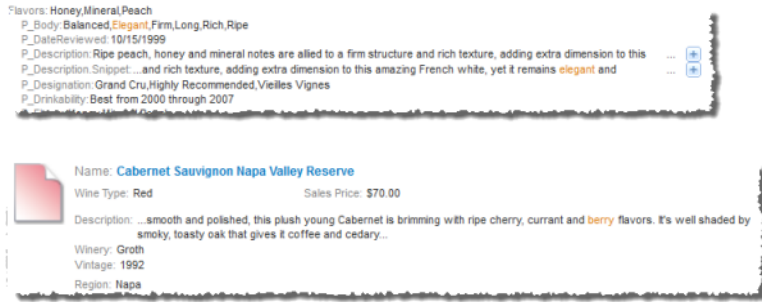 Flavors: Honey,Mineral,Peach
P_Body: Balanced,Elegant,Firm,Long,Rich,Ripe
P_DateReviewed: 10/15/1999
P_Description: Ripe peach, honey and mineral notes are allied to a firm structure and rich texture, adding extra dimension to this ...
P_Description.Snippet: ...and rich texture, adding extra dimension to this amazing French white, yet it remains elegant and ...
P_Designation: Grand Cru,Highly Recommended,Vieilles Vignes
P_Drinkability: Best from 2000 through 2007
Name: Cabernet Sauvignon Napa Valley Reserve
Wine Type: Red Sales Price: $70.00
Description: ...smooth and polished, this plush young Cabernet is brimming with ripe cherry, currant and berry flavors. It's well shaded by
smoky, toasty oak that gives it coffee and cedary...
Winery: Groth
Vintage: 1992
Region: Napa